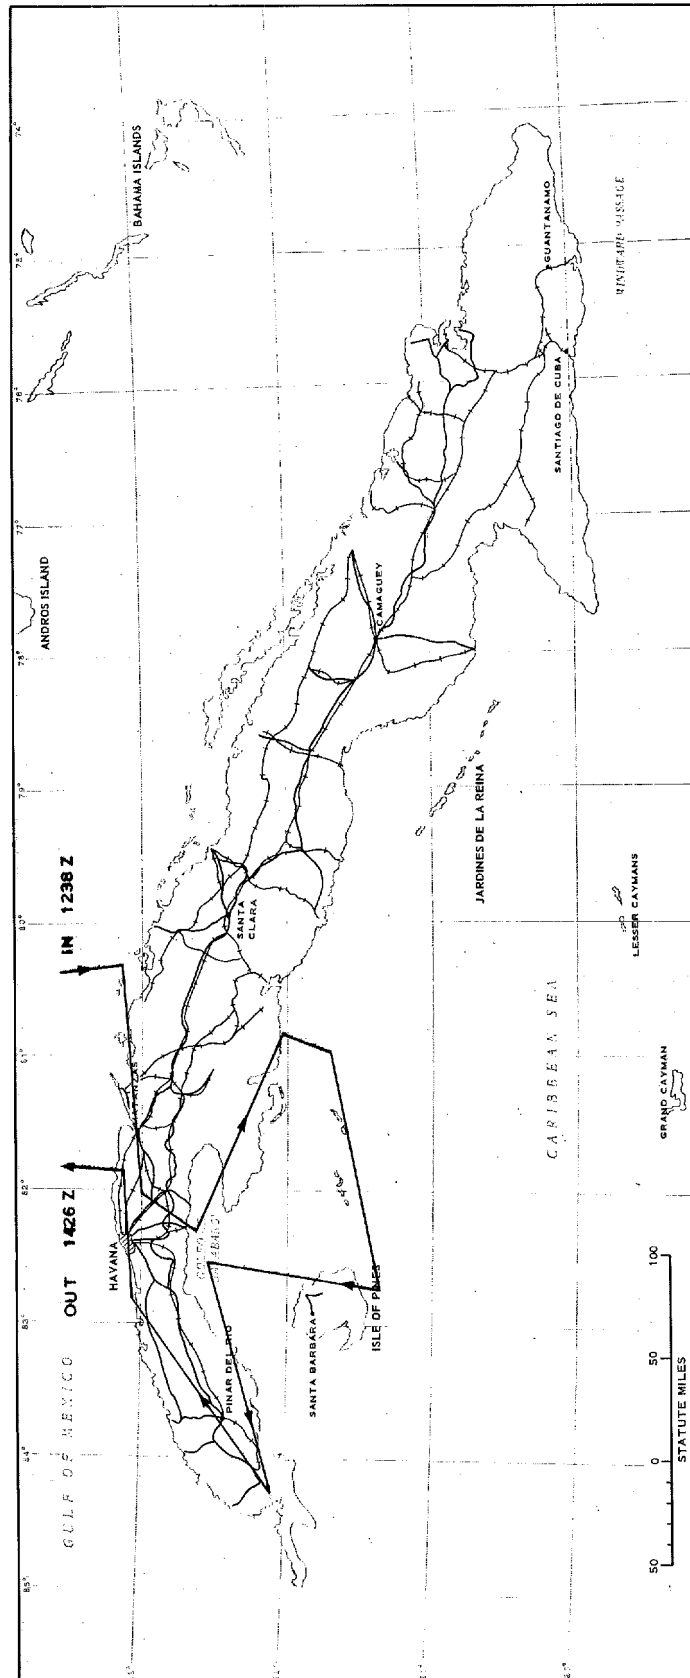 GULF OF MEXICO
OUT 1426 Z
IN 1238 Z
ANDROS ISLAND
BAHAMA ISLANDS
85°
84°
83°
82°
80°
79°
78°
77°
76°
75°
74°
HAVANA
PINAR DEL RIO
SANTA BARBARA
ISLE OF PINES
SANTA
CLARA
CAMAGUEY
JARDINES DE LA REINA
SANTIAGO DE CUBA
GUANTANAMO
WINDWARD PASSAGE
CARIBBEAN SEA
LESSER CAYMANS
GRAND CAYMAN
50 0 50 100
STATUTE MILES